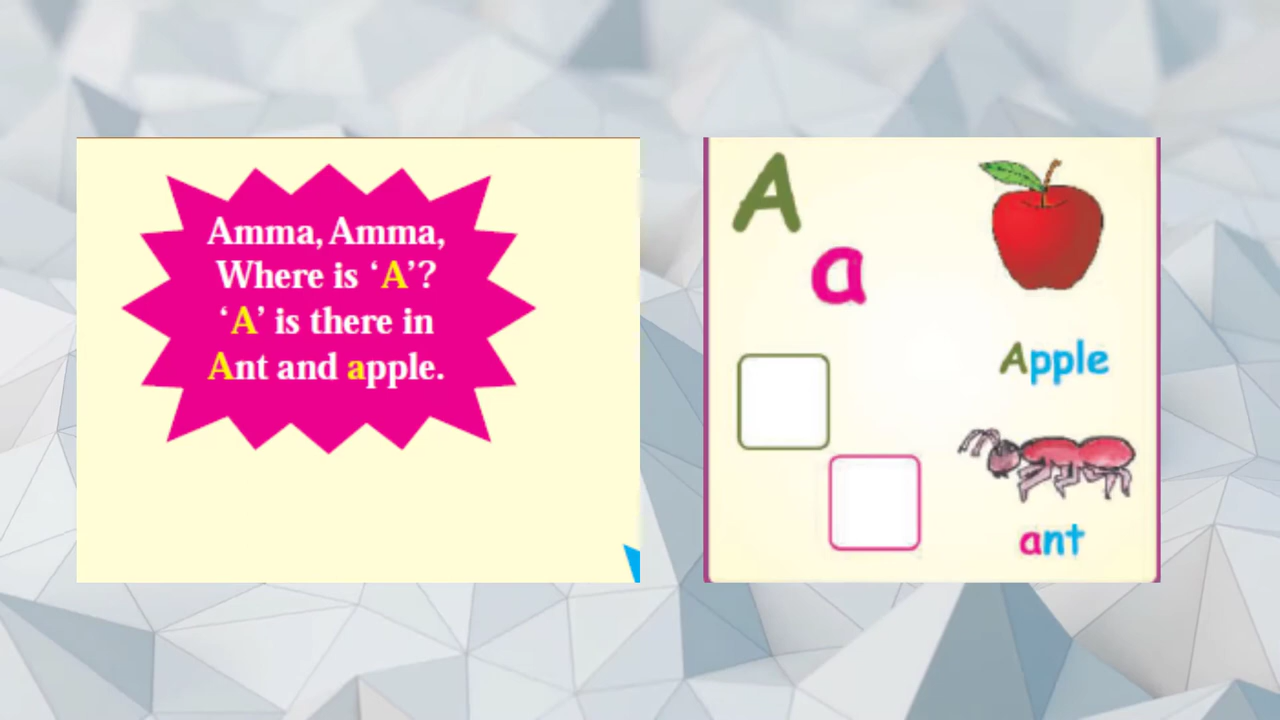 Amma, Amma,
Where is ‘A’?
‘A’ is there in
Ant and apple.
A
a
Apple
ant